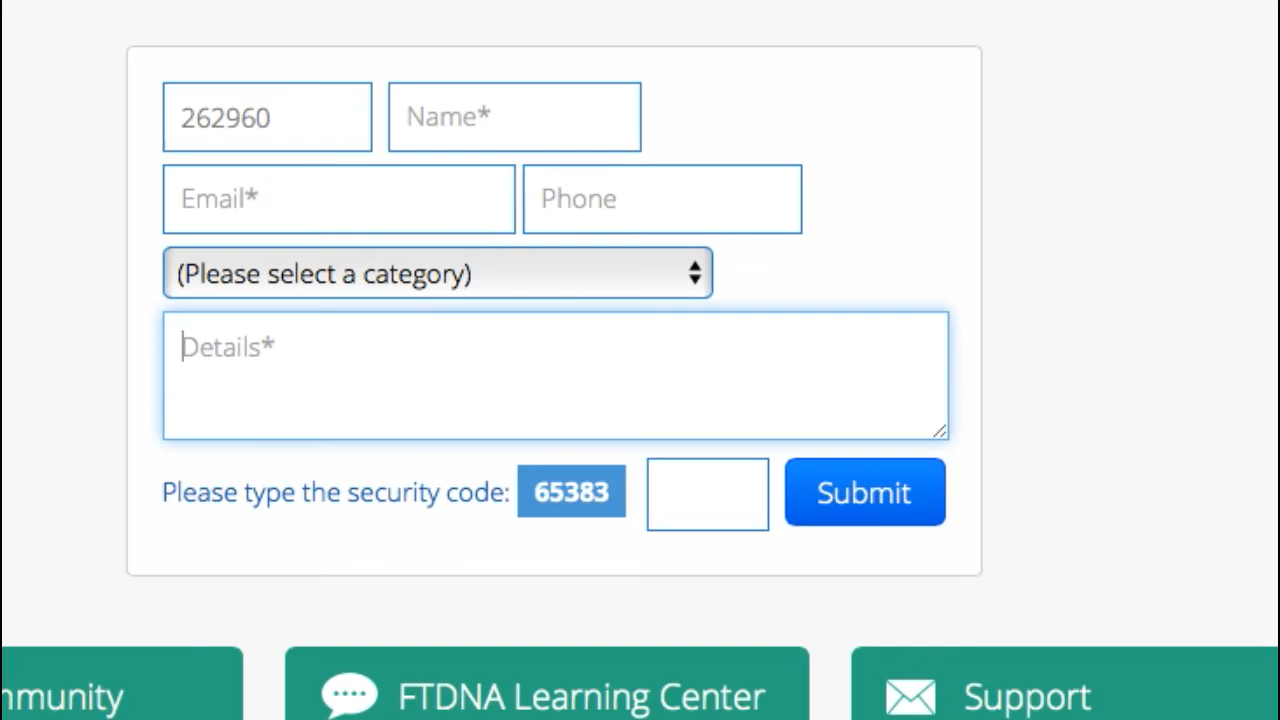 262960 Name*
Email* Phone
(Please select a category)
Details*
Please type the security code: 65383 Submit
mmunity FTDNA Learning Center Support